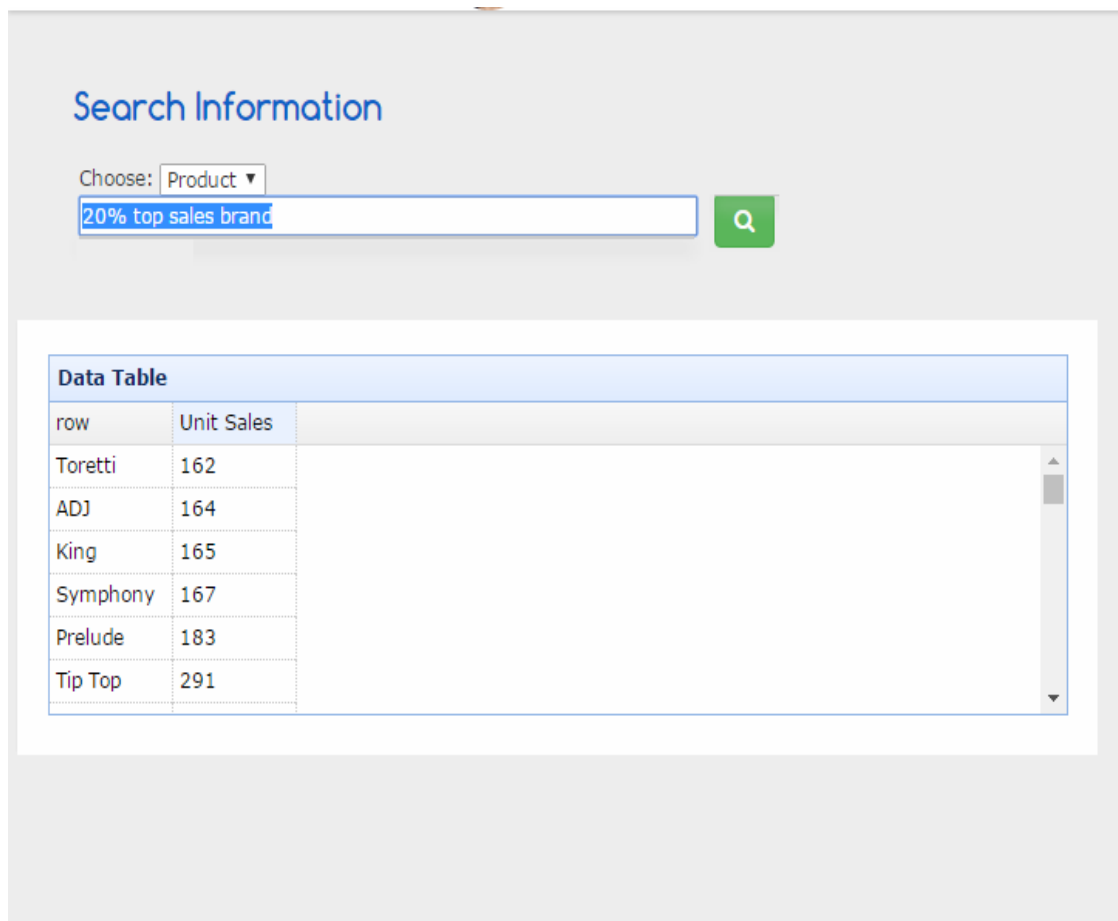 Search Information
Choose: Product
20% top sales brand
Data Table
row Unit Sales
Toretti 162
ADJ 164
King 165
Symphony 167
Prelude 183
Tip Top 291